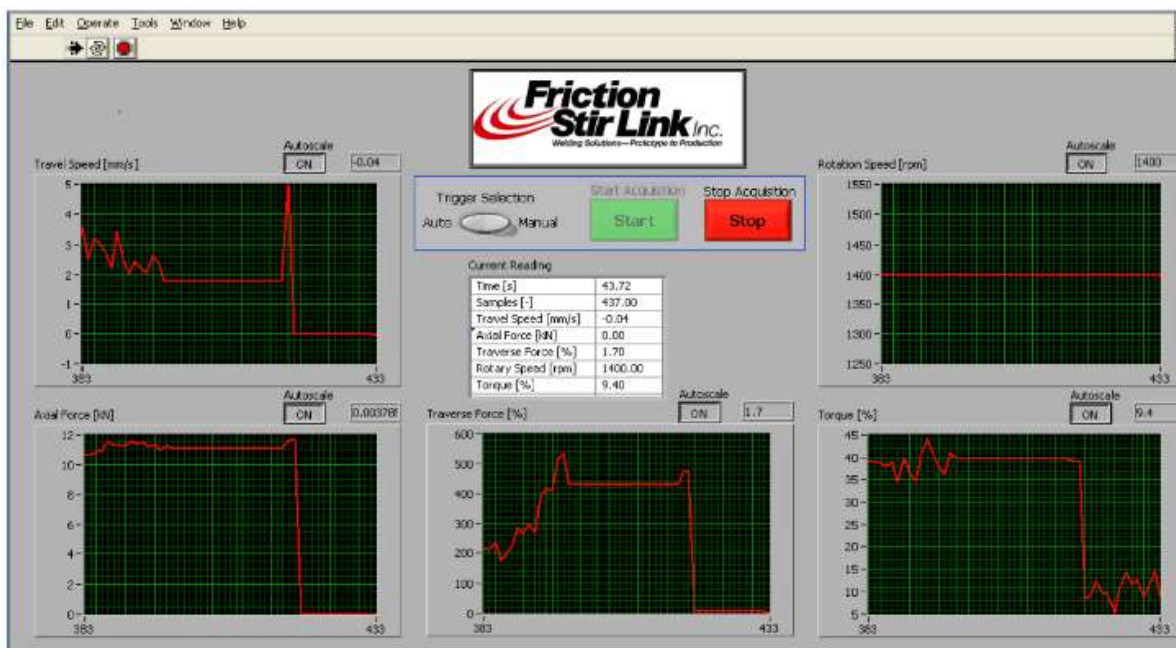 File Edit Operate Tools Window Help
Friction
Stir Link Inc.
Welding Solutions—Prototype to Production
Travel Speed [mm/s]
Autoscale
ON
-0.04
5
4
3
2
1
0
-1
383
433
Trigger Selection
Auto
Manual
Start Acquistion
Start
Stop Acquistion
Stop
Current Reading
Time [s] 43.72
Samples [-] 437.00
Travel Speed [mm/s] -0.04
Axial Force [kN] 0.00
Traverse Force [%] 1.70
Rotary Speed [rpm] 1400.00
Torque [%] 9.40
Rotation Speed [rpm]
Autoscale
ON
1400
1550
1500
1450
1400
1350
1300
1250
383
433
Axial Force [kN]
Autoscale
ON
0.00378
12
10
8
6
4
2
0
383
433
Traverse Force [%]
Autoscale
ON
1.7
600
500
400
300
200
100
0
383
433
Torque [%]
Autoscale
ON
9.4
45
40
35
30
25
20
15
10
5
383
433